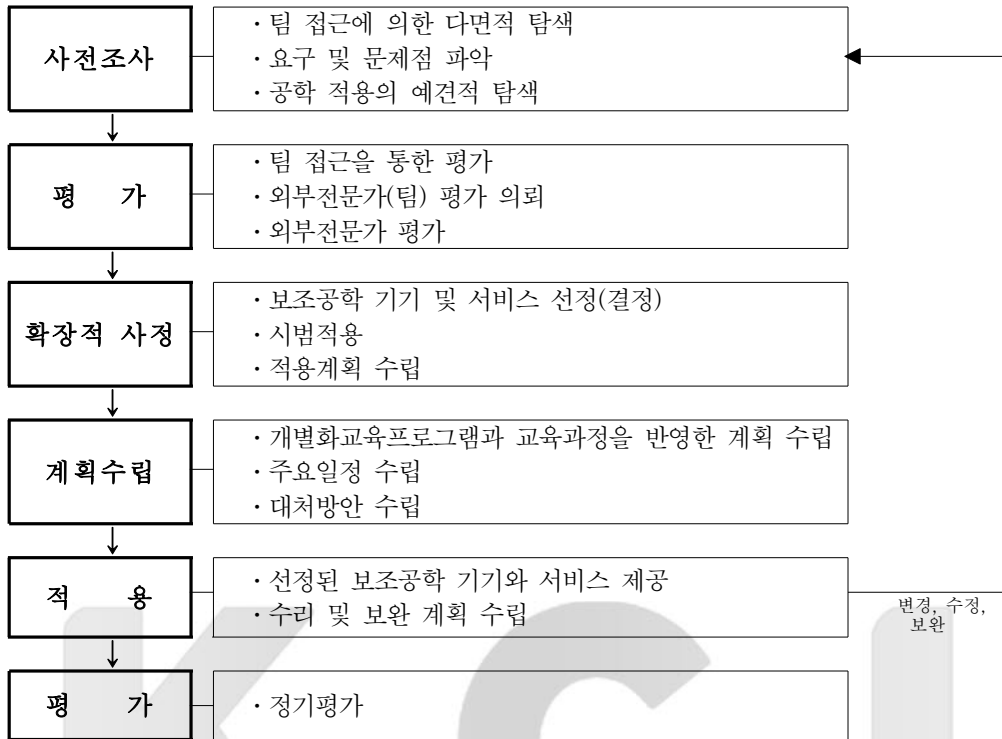 사전조사
· 팀 접근에 의한 다면적 탐색
· 요구 및 문제점 파악
· 공학 적용의 예견적 탐색
평 가
· 팀 접근을 통한 평가
· 외부전문가(팀) 평가 의뢰
· 외부전문가 평가
확장적 사정
· 보조공학 기기 및 서비스 선정(결정)
· 시범적용
· 적용계획 수립
계획수립
· 개별화교육프로그램과 교육과정을 반영한 계획 수립
· 주요일정 수립
· 대처방안 수립
적 용
· 선정된 보조공학 기기와 서비스 제공
· 수리 및 보완 계획 수립
변경, 수정,
보완
평 가
· 정기평가